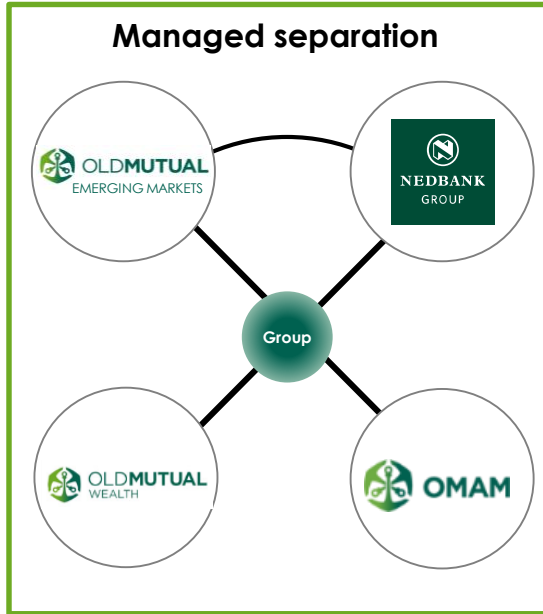 Managed separation
OLDMUTUAL
EMERGING MARKETS
NEDBANK
GROUP
Group
OLDMUTUAL
WEALTH
OMAM